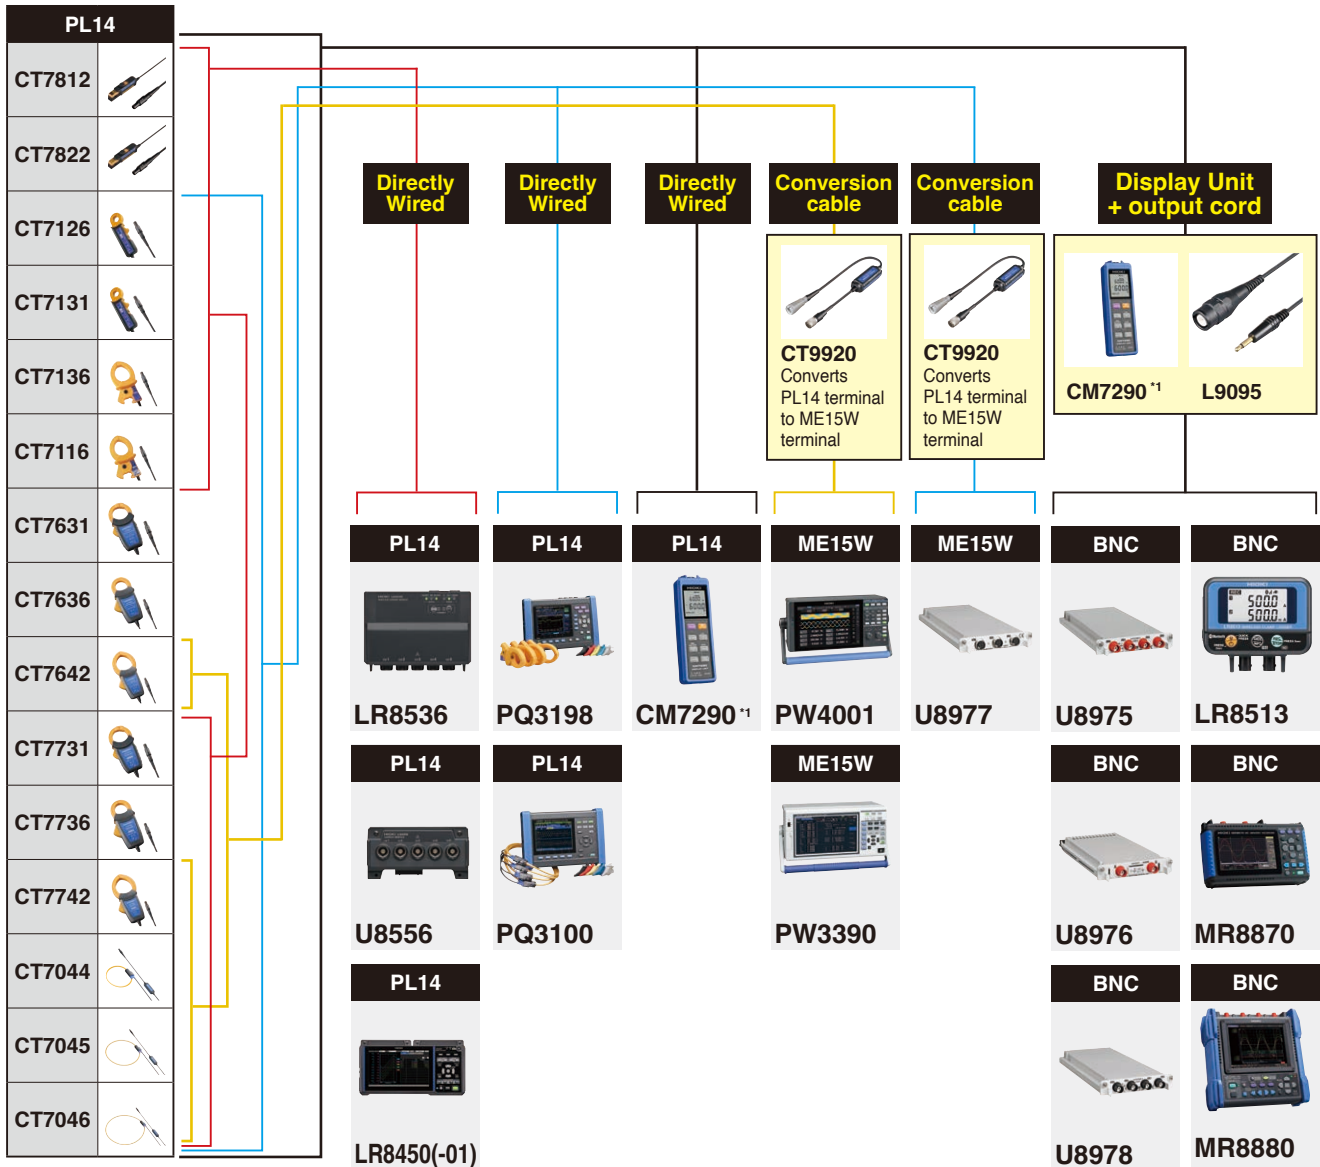 PL14
CT7812
CT7822
CT7126
CT7131
CT7136
CT7116
CT7631
CT7636
CT7642
CT7731
CT7736
CT7742
CT7044
CT7045
CT7046
Directly
Wired
Directly
Wired
Directly
Wired
Conversion
cable
Conversion
cable
Display Unit
+ output cord
CT9920
Converts
PL14 terminal
to ME15W
terminal
CT9920
Converts
PL14 terminal
to ME15W
terminal
CM7290 *1
L9095
PL14
LR8536
PL14
PQ3198
PL14
CM7290 *1
ME15W
PW4001
ME15W
U8977
BNC
U8975
BNC
500.0
500.0
LR8513
PL14
U8556
PL14
PQ3100
ME15W
PW3390
BNC
U8976
BNC
MR8870
PL14
LR8450(-01)
BNC
U8978
BNC
MR8880